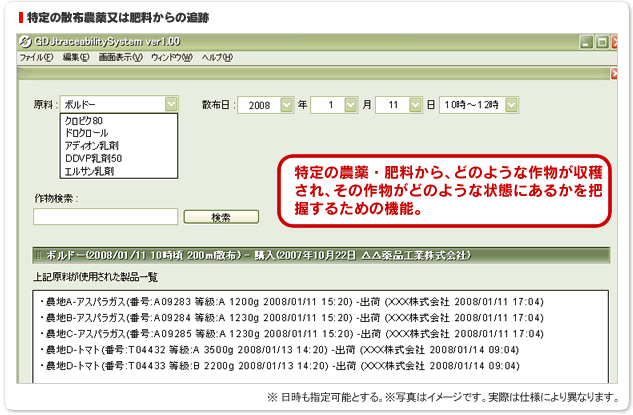 特定の散布農薬又は肥料からの追跡
GDJtraceabilitySystem ver1.00
ファイル(F) 編集(E) 画面表示(V) ウィンドウ(W) ヘルプ(H)
原料: ボルドー 散布日: 2008 年 1 月 11 日 10時～12時
クロピク80
ドロクロール
アディオン乳剤
DDVP乳剤50
エルサン乳剤
特定の農薬・肥料から、どのような作物が収穫
され、その作物がどのような状態にあるかを把
握するための機能。
作物検索:
検索
ボルドー(2008/01/11 10時頃 200ml散布) - 購入(2007年10月22日 △△薬品工業株式会社)
上記原料が使用された製品一覧
・農地A-アスパラガス(番号:A09283 等級:A 1200g 2008/01/11 15:20) -出荷 (XXX株式会社 2008/01/11 17:04)
・農地B-アスパラガス(番号:A09284 等級:A 1230g 2008/01/11 15:20) -出荷 (XXX株式会社 2008/01/11 17:04)
・農地C-アスパラガス(番号:A09285 等級:A 1230g 2008/01/11 15:20) -出荷 (XXX株式会社 2008/01/11 17:04)
・農地D-トマト(番号:T04432 等級:A 3500g 2008/01/13 14:20) -出荷 (XXX株式会社 2008/01/14 09:04)
・農地D-トマト(番号:T04433 等級:B 2200g 2008/01/13 14:20) -出荷 (XXX株式会社 2008/01/14 09:04)
※ 日時も指定可能とする。※写真はイメージです。実際は仕様により異なります。